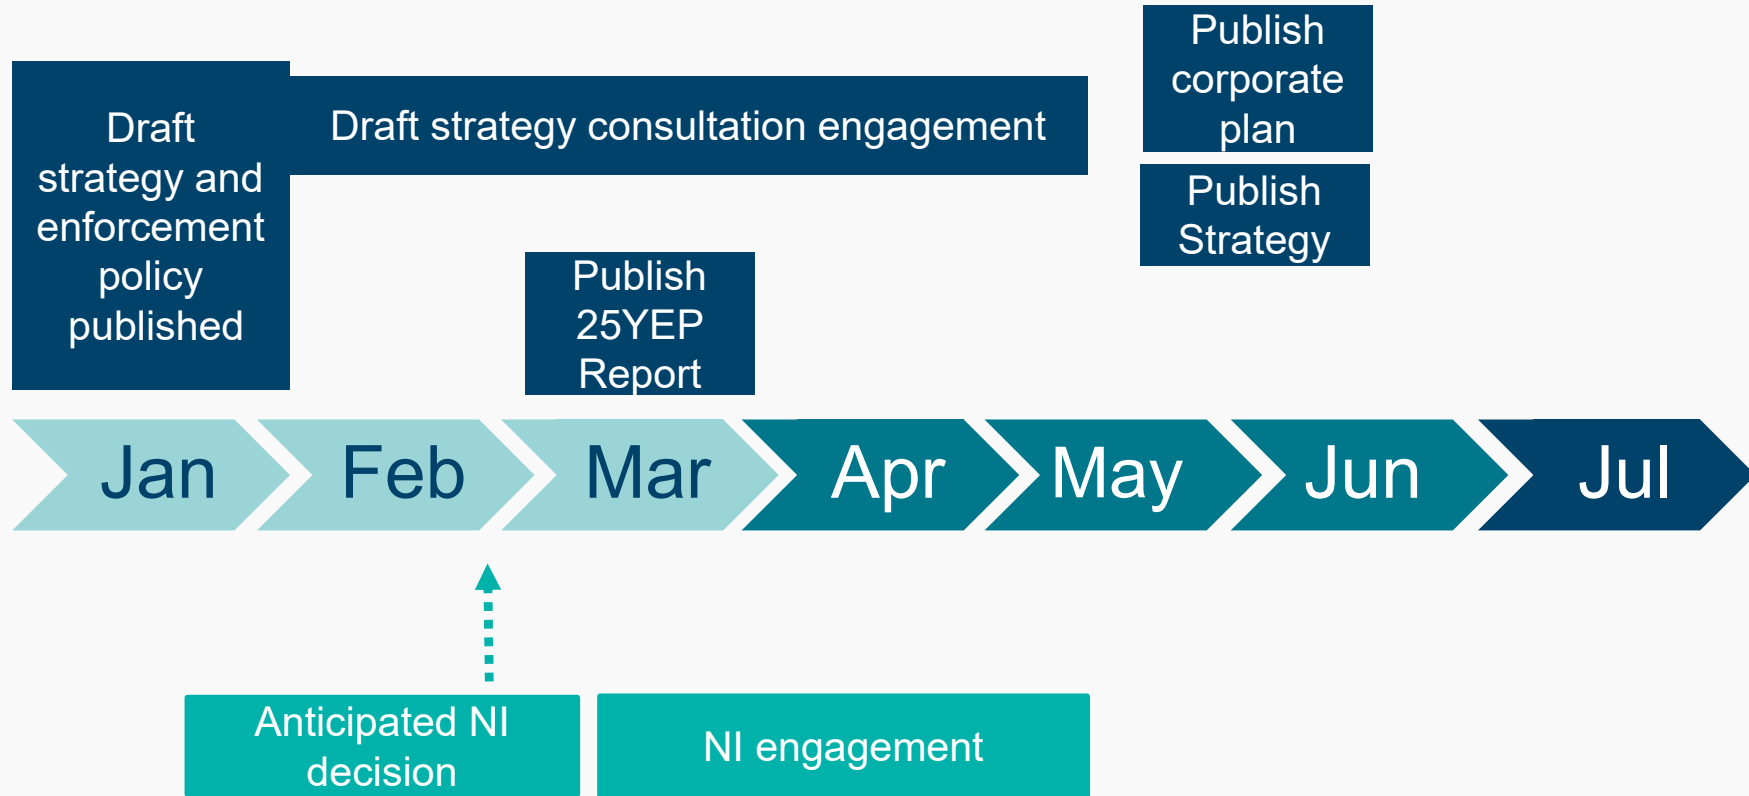 Publish
corporate
plan
Draft
strategy and
enforcement
policy
published
Draft strategy consultation engagement
Publish
Strategy
Publish
25YEP
Report
Jan
Feb
Mar
Apr
May
Jun
Jul
Anticipated NI
decision
NI engagement